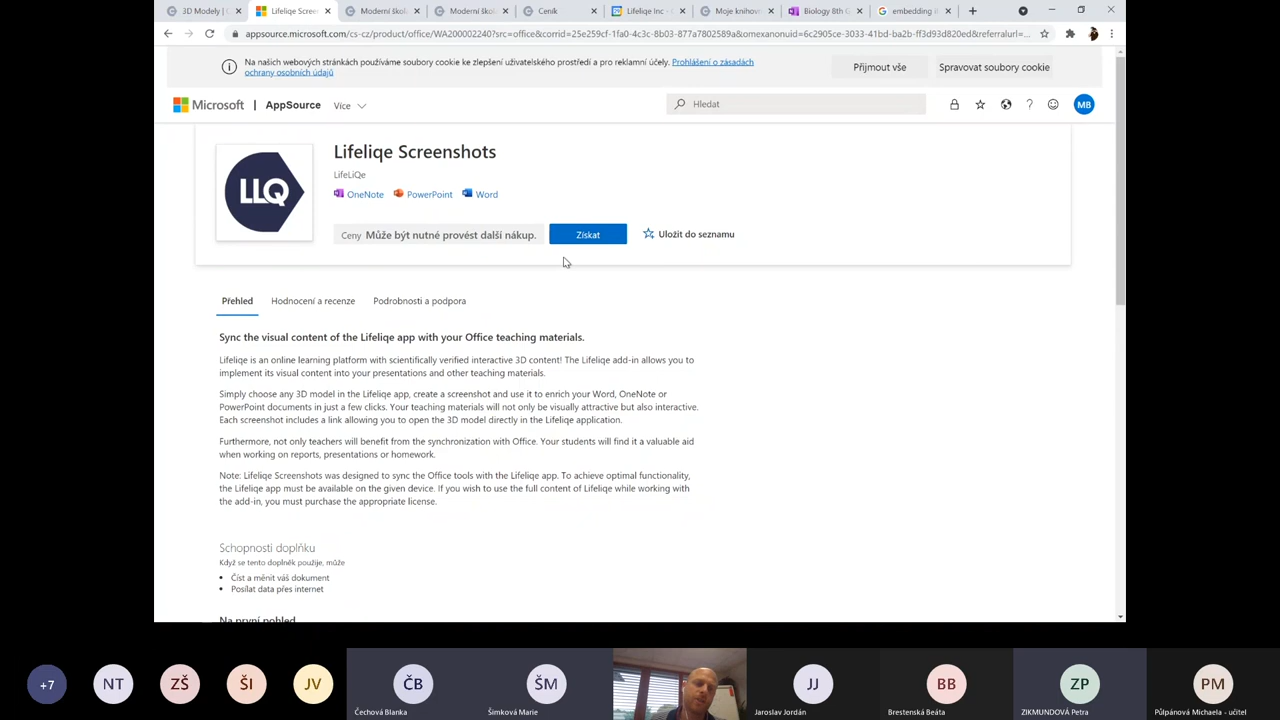 3D Modely | C
Lifeliqe Scree
Moderní škol
Moderní škol
Ceník
Lifeliqe Inc -
Moje knihovn
Biology 8th G
embedding i
appsource.microsoft.com/cs-cz/product/office/WA200002240?src=office&corrid=25e259cf-1fa0-4c3c-8b03-877a7802589a&omexanonuid=6c2905ce-3033-41bd-ba2b-ff3d93d820ed&referralurl=...
Na našich webových stránkách používáme soubory cookie ke zlepšení uživatelského prostředí a pro reklamní účely. Prohlášení o zásadách
ochrany osobních údajů
Přijmout vše
Spravovat soubory cookie
Microsoft | AppSource Více
Hledat
MB
LLQ
Lifeliqe Screenshots
LifeLiQe
OneNote PowerPoint Word
Ceny Může být nutné provést další nákup.
Získat
Uložit do seznamu
Přehled Hodnocení a recenze Podrobnosti a podpora
Sync the visual content of the Lifeliqe app with your Office teaching materials.
Lifeliqe is an online learning platform with scientifically verified interactive 3D content! The Lifeliqe add-in allows you to
implement its visual content into your presentations and other teaching materials.
Simply choose any 3D model in the Lifeliqe app, create a screenshot and use it to enrich your Word, OneNote or
PowerPoint documents in just a few clicks. Your teaching materials will not only be visually attractive but also interactive.
Each screenshot includes a link allowing you to open the 3D model directly in the Lifeliqe application.
Furthermore, not only teachers will benefit from the synchronization with Office. Your students will find it a valuable aid
when working on reports, presentations or homework.
Note: Lifeliqe Screenshots was designed to sync the Office tools with the Lifeliqe app. To achieve optimal functionality,
the Lifeliqe app must be available on the given device. If you wish to use the full content of Lifeliqe while working with
the add-in, you must purchase the appropriate license.
Schopnosti doplňku
Když se tento doplněk použije, může
• Číst a měnit váš dokument
• Posílat data přes internet
Na první pohled
+7
NT
ZŠ
ŠI
JV
ČB
ŠM
JJ
BB
ZP
PM
Čechová Blanka
Šimková Marie
Jaroslav Jordán
Brestenská Beáta
ZIKMUNDOVÁ Petra
Půlpánová Michaela - učitel